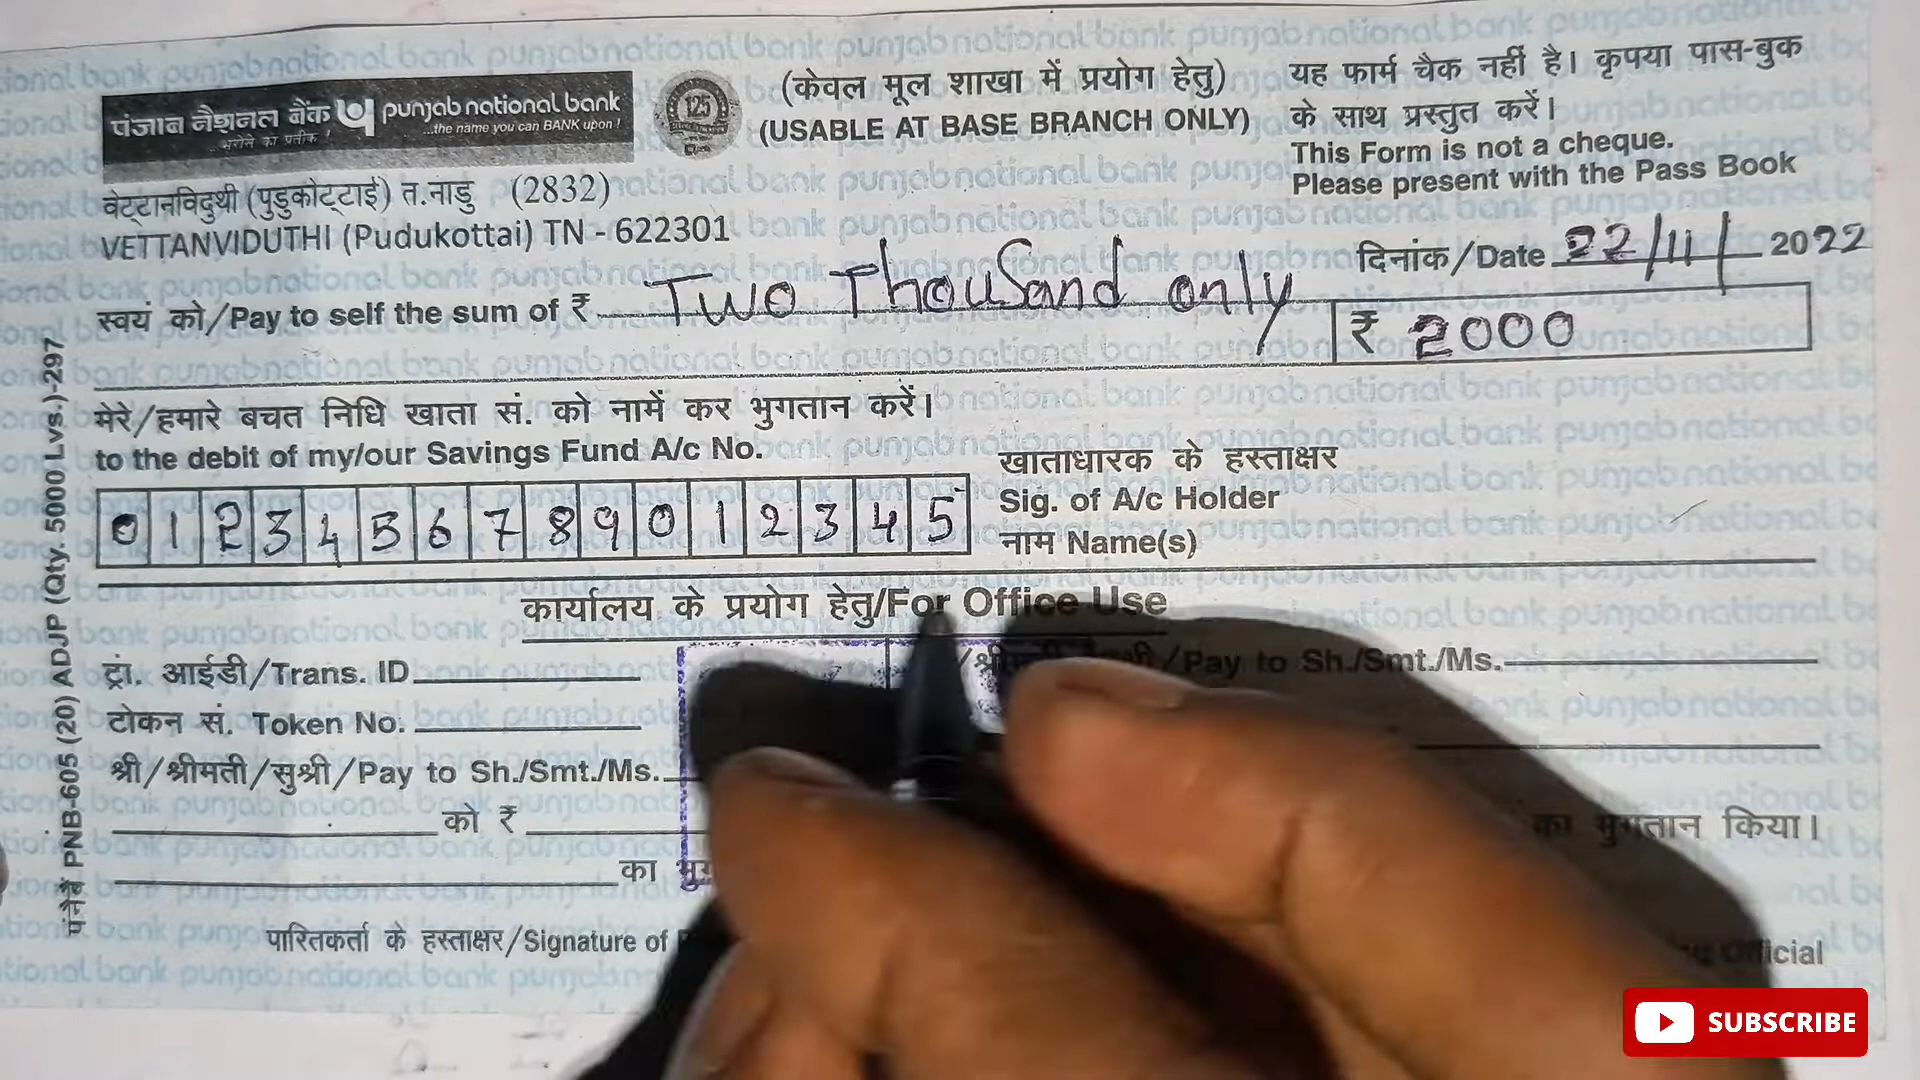 पंजाब नैशनल बैंक punjab national bank
भरोसे का प्रतीक ! ...the name you can BANK upon !
125
(केवल मूल शाखा में प्रयोग हेतु)
(USABLE AT BASE BRANCH ONLY)
यह फार्म चैक नहीं है। कृपया पास-बुक
के साथ प्रस्तुत करें।
This Form is not a cheque.
Please present with the Pass Book
वेट्टानविदुथी (पुडुकोट्टाई) त.नाडु (2832)
VETTANVIDUTHI (Pudukottai) TN - 622301
दिनांक/Date 22/11/ 2022
स्वयं को/Pay to self the sum of ₹ Two Thousand only
₹ 2000
मेरे/हमारे बचत निधि खाता सं. को नामें कर भुगतान करें।
to the debit of my/our Savings Fund A/c No.
0 1 2 3 4 5 6 7 8 9 0 1 2 3 4 5
खाताधारक के हस्ताक्षर
Sig. of A/c Holder
नाम Name(s)
कार्यालय के प्रयोग हेतु/For Office Use
ट्रां. आईडी/Trans. ID
टोकन सं. Token No.
श्री/श्रीमती/सुश्री/Pay to Sh./Smt./Ms.
को ₹
का
पारितकर्ता के हस्ताक्षर/Signature of
/Pay to Sh./Smt./Ms.
का भुगतान किया।
पंनैबैं PNB-605 (20) ADJP (Qty. 5000 Lvs.)-297
SUBSCRIBE